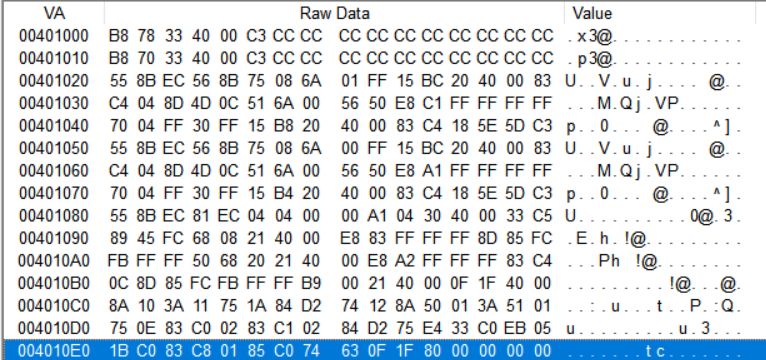 VA Raw Data Value
00401000 B8 78 33 40 00 C3 CC CC CC CC CC CC CC CC CC CC . x3@. . . . . . . . . . . .
00401010 B8 70 33 40 00 C3 CC CC CC CC CC CC CC CC CC CC . p3@. . . . . . . . . . . .
00401020 55 8B EC 56 8B 75 08 6A 01 FF 15 BC 20 40 00 83 U. . V. u. j . . . . @. .
00401030 C4 04 8D 4D 0C 51 6A 00 56 50 E8 C1 FF FF FF FF . . . M. Qj . VP. . . . . .
00401040 70 04 FF 30 FF 15 B8 20 40 00 83 C4 18 5E 5D C3 p. . 0. . . @. . . . ^] .
00401050 55 8B EC 56 8B 75 08 6A 00 FF 15 BC 20 40 00 83 U. . V. u. j . . . . @. .
00401060 C4 04 8D 4D 0C 51 6A 00 56 50 E8 A1 FF FF FF FF . . . M. Qj . VP. . . . . .
00401070 70 04 FF 30 FF 15 B4 20 40 00 83 C4 18 5E 5D C3 p. . 0. . . @. . . . ^] .
00401080 55 8B EC 81 EC 04 04 00 00 A1 04 30 40 00 33 C5 U. . . . . . . . . . 0@. 3.
00401090 89 45 FC 68 08 21 40 00 E8 83 FF FF FF 8D 85 FC . E. h. !@. . . . . . . . .
004010A0 FB FF FF 50 68 20 21 40 00 E8 A2 FF FF FF 83 C4 . . . Ph !@. . . . . . . .
004010B0 0C 8D 85 FC FB FF FF B9 00 21 40 00 0F 1F 40 00 . . . . . . . . . !@. . . @.
004010C0 8A 10 3A 11 75 1A 84 D2 74 12 8A 50 01 3A 51 01 . . : . u. . . t . . P. :Q.
004010D0 75 0E 83 C0 02 83 C1 02 84 D2 75 E4 33 C0 EB 05 u. . . . . . . . . u. 3. . .
004010E0 1B C0 83 C8 01 85 C0 74 63 0F 1F 80 00 00 00 00 . . . . . . . t c. . . . . . .